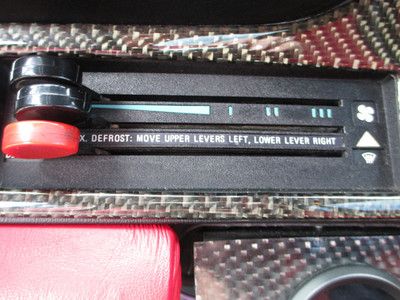 . DEFROST: MOVE UPPER LEVERS LEFT, LOWER LEVER RIGHT